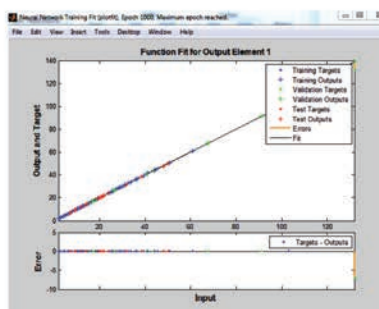 Neural Network Training Fit (plotfit), Epoch 1000, Maximum epoch reached.
File Edit View Insert Tools Desktop Window Help
Function Fit for Output Element 1
Output and Target
140
120
100
80
60
40
20
0
Training Targets
Training Outputs
Validation Targets
Validation Outputs
Test Targets
Test Outputs
Errors
Fit
Error
5
0
-5
-10
Targets - Outputs
20 40 60 80 100 120
Input